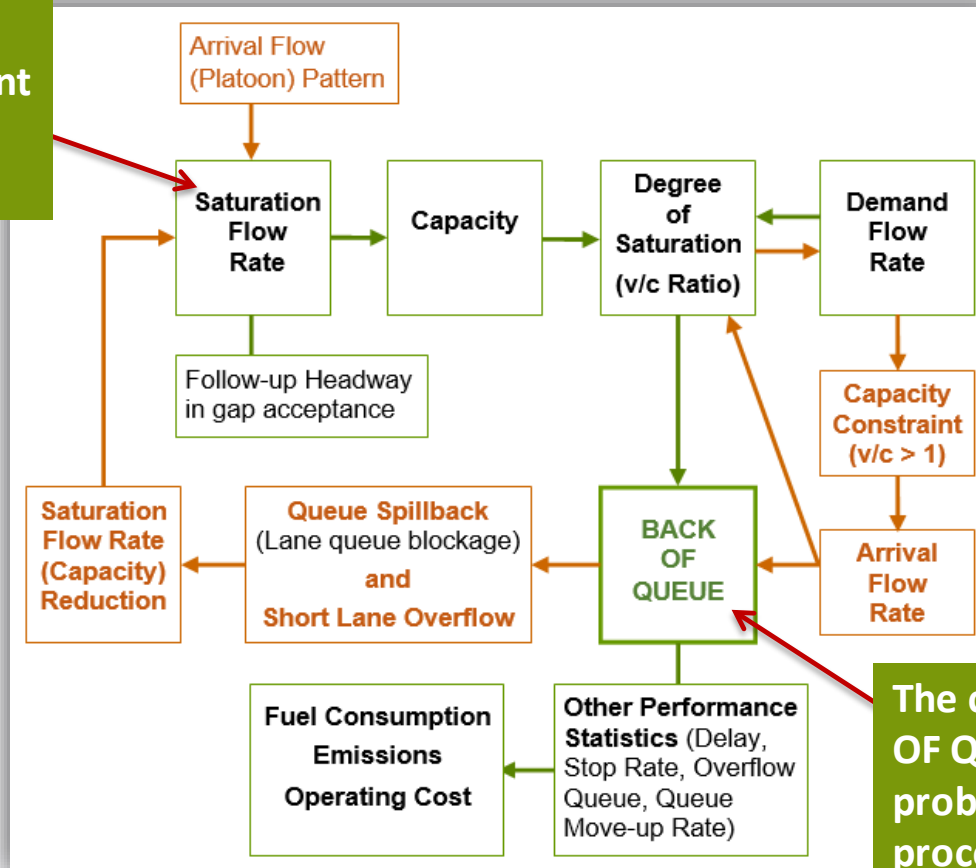 nt
Arrival Flow
(Platoon) Pattern
Saturation
Flow
Rate
Capacity
Degree
of
Saturation
(v/c Ratio)
Demand
Flow
Rate
Follow-up Headway
in gap acceptance
Capacity
Constraint
(v/c > 1)
Saturation
Flow Rate
(Capacity)
Reduction
Queue Spillback
(Lane queue blockage)
and
Short Lane Overflow
BACK
OF
QUEUE
Arrival
Flow
Rate
Fuel Consumption
Emissions
Operating Cost
Other Performance
Statistics (Delay,
Stop Rate, Overflow
Queue, Queue
Move-up Rate)
The
OF
prob
proc